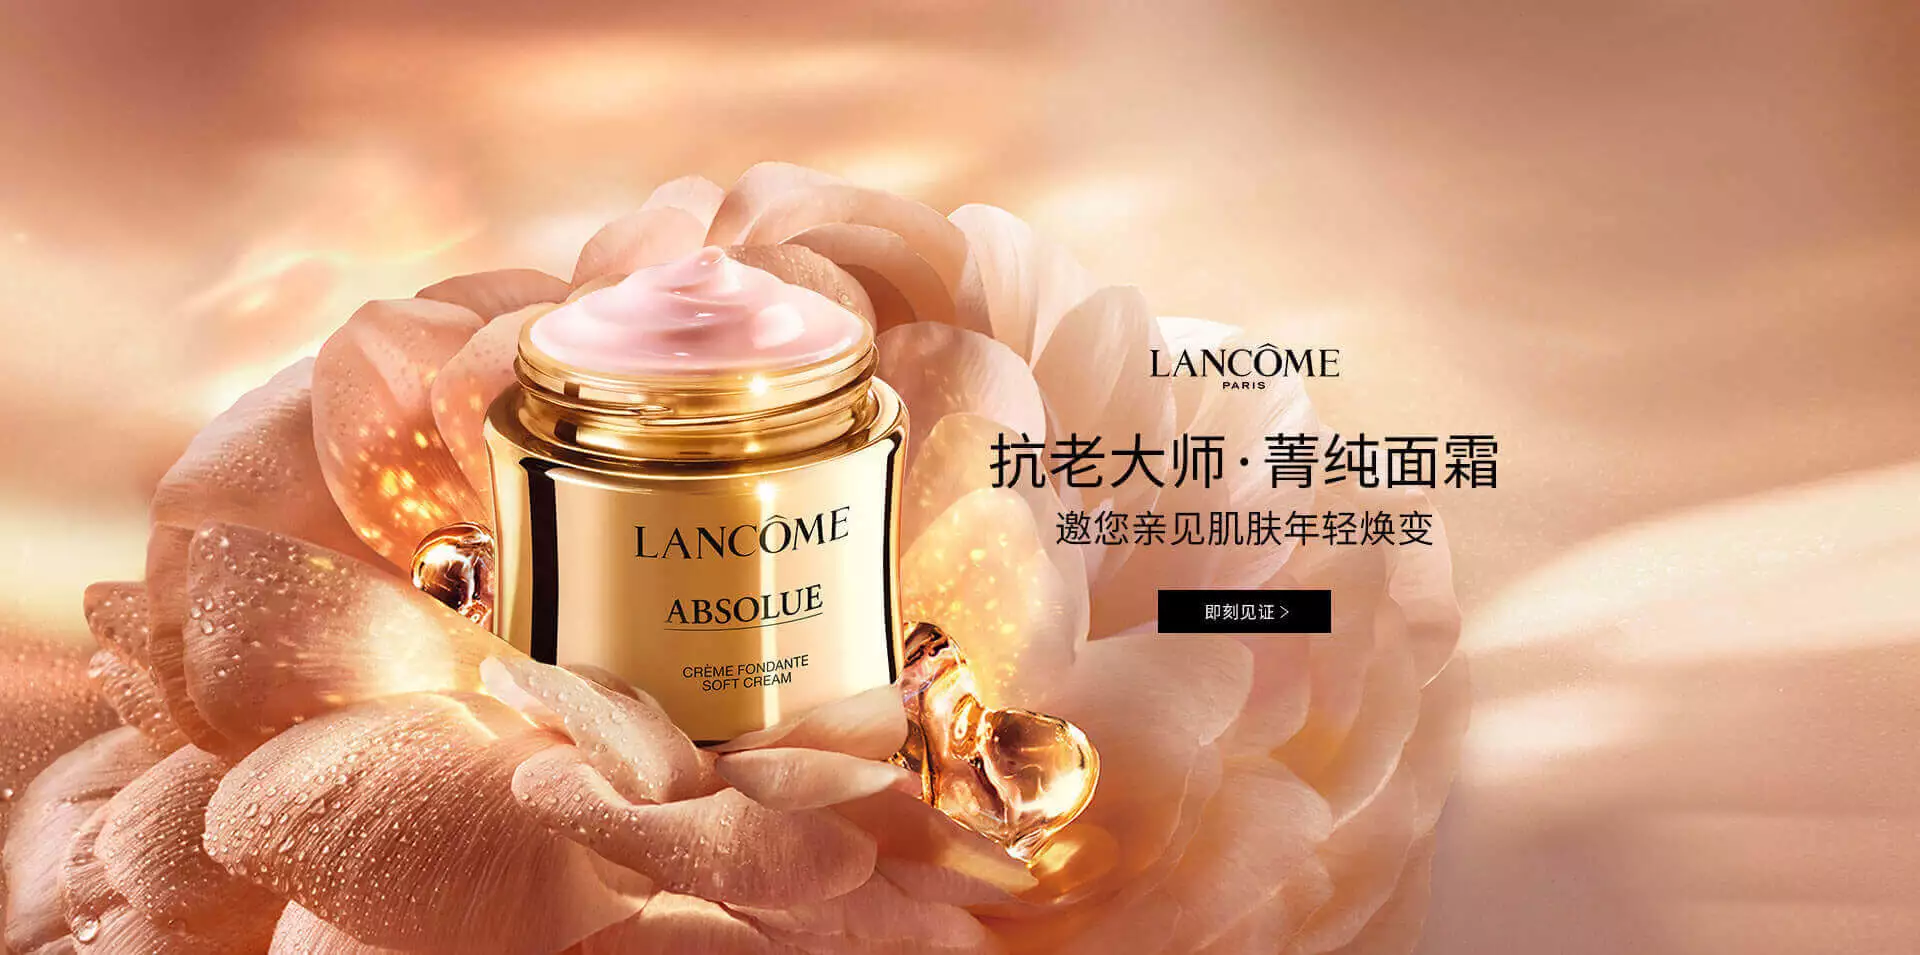 LANCÔME
ABSOLUE
CRÈME FONDANTE
SOFT CREAM
LANCÔME
PARIS
抗老大师·菁纯面霜
邀您亲见肌肤年轻焕变
即刻见证 >